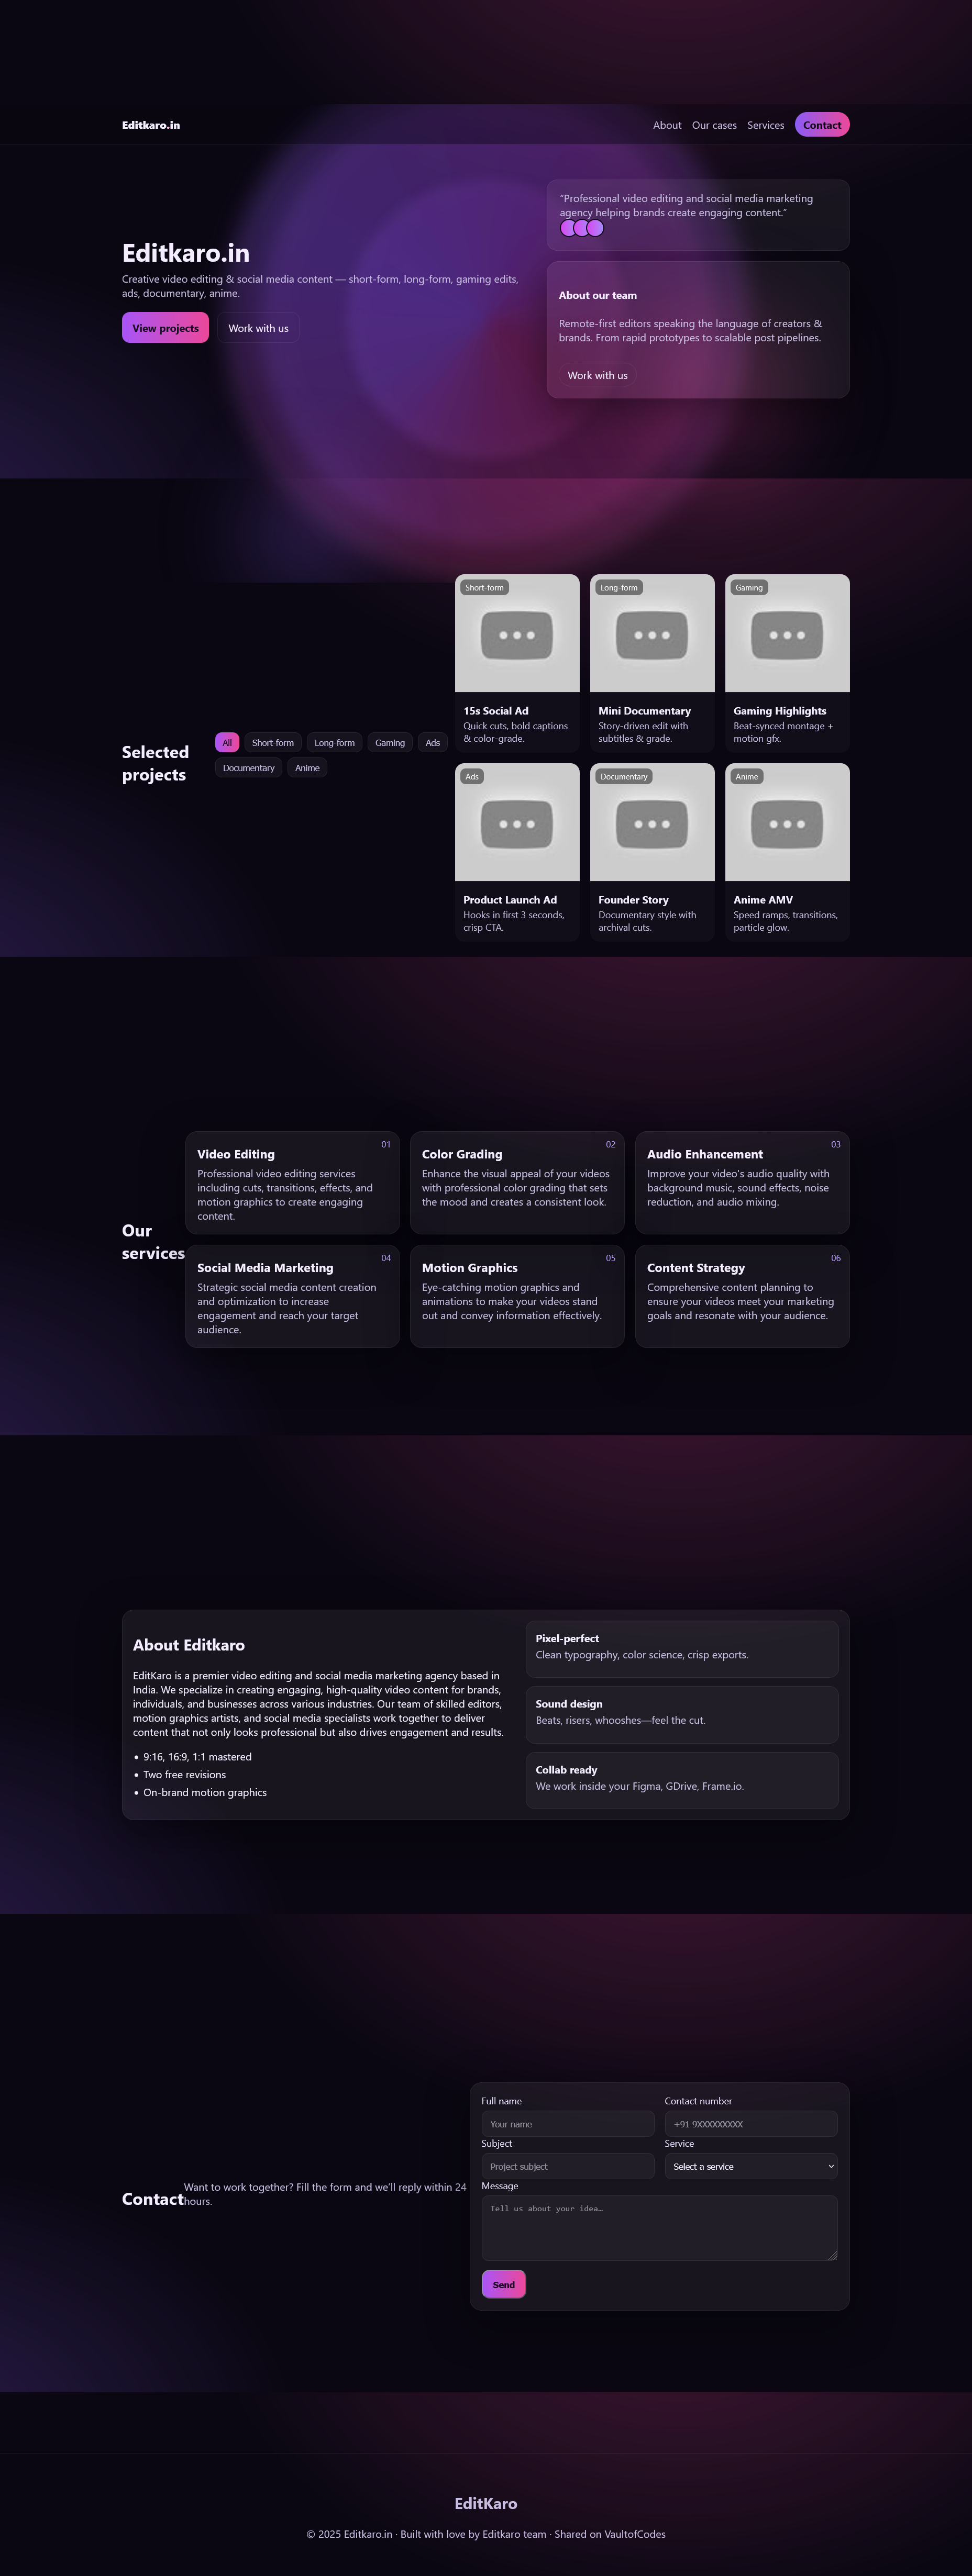 Editkaro.in
About Our cases Services Contact
Editkaro.in
Creative video editing & social media content — short-form, long-form, gaming edits,
ads, documentary, anime.
View projects Work with us
“Professional video editing and social media marketing
agency helping brands create engaging content.”
About our team
Remote-first editors speaking the language of creators &
brands. From rapid prototypes to scalable post pipelines.
Work with us
Selected
projects
All Short-form Long-form Gaming Ads
Documentary Anime
Short-form
15s Social Ad
Quick cuts, bold captions
& color-grade.
Long-form
Mini Documentary
Story-driven edit with
subtitles & grade.
Gaming
Gaming Highlights
Beat-synced montage +
motion gfx.
Ads
Product Launch Ad
Hooks in first 3 seconds,
crisp CTA.
Documentary
Founder Story
Documentary style with
archival cuts.
Anime
Anime AMV
Speed ramps, transitions,
particle glow.
Our
services
01
Video Editing
Professional video editing services
including cuts, transitions, effects, and
motion graphics to create engaging
content.
02
Color Grading
Enhance the visual appeal of your videos
with professional color grading that sets
the mood and creates a consistent look.
03
Audio Enhancement
Improve your video's audio quality with
background music, sound effects, noise
reduction, and audio mixing.
04
Social Media Marketing
Strategic social media content creation
and optimization to increase
engagement and reach your target
audience.
05
Motion Graphics
Eye-catching motion graphics and
animations to make your videos stand
out and convey information effectively.
06
Content Strategy
Comprehensive content planning to
ensure your videos meet your marketing
goals and resonate with your audience.
About Editkaro
EditKaro is a premier video editing and social media marketing agency based in
India. We specialize in creating engaging, high-quality video content for brands,
individuals, and businesses across various industries. Our team of skilled editors,
motion graphics artists, and social media specialists work together to deliver
content that not only looks professional but also drives engagement and results.
• 9:16, 16:9, 1:1 mastered
• Two free revisions
• On-brand motion graphics
Pixel-perfect
Clean typography, color science, crisp exports.
Sound design
Beats, risers, whooshes—feel the cut.
Collab ready
We work inside your Figma, GDrive, Frame.io.
Contact
Want to work together? Fill the form and we'll reply within 24
hours.
Full name
Your name
Contact number
+91 9XXXXXXXXX
Subject
Project subject
Service
Select a service
Message
Tell us about your idea…
Send
EditKaro
© 2025 Editkaro.in · Built with love by Editkaro team · Shared on VaultofCodes